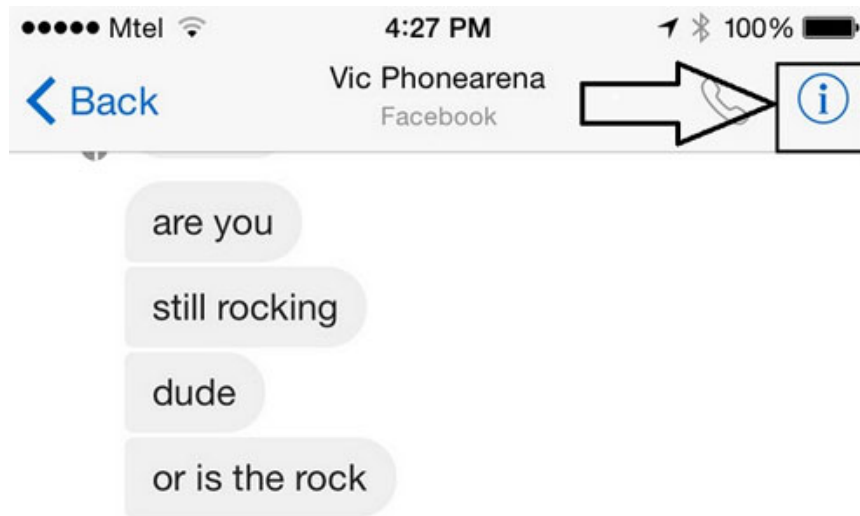 Mtel 4:27 PM 100%
Back Vic Phonearena
Facebook
are you
still rocking
dude
or is the rock